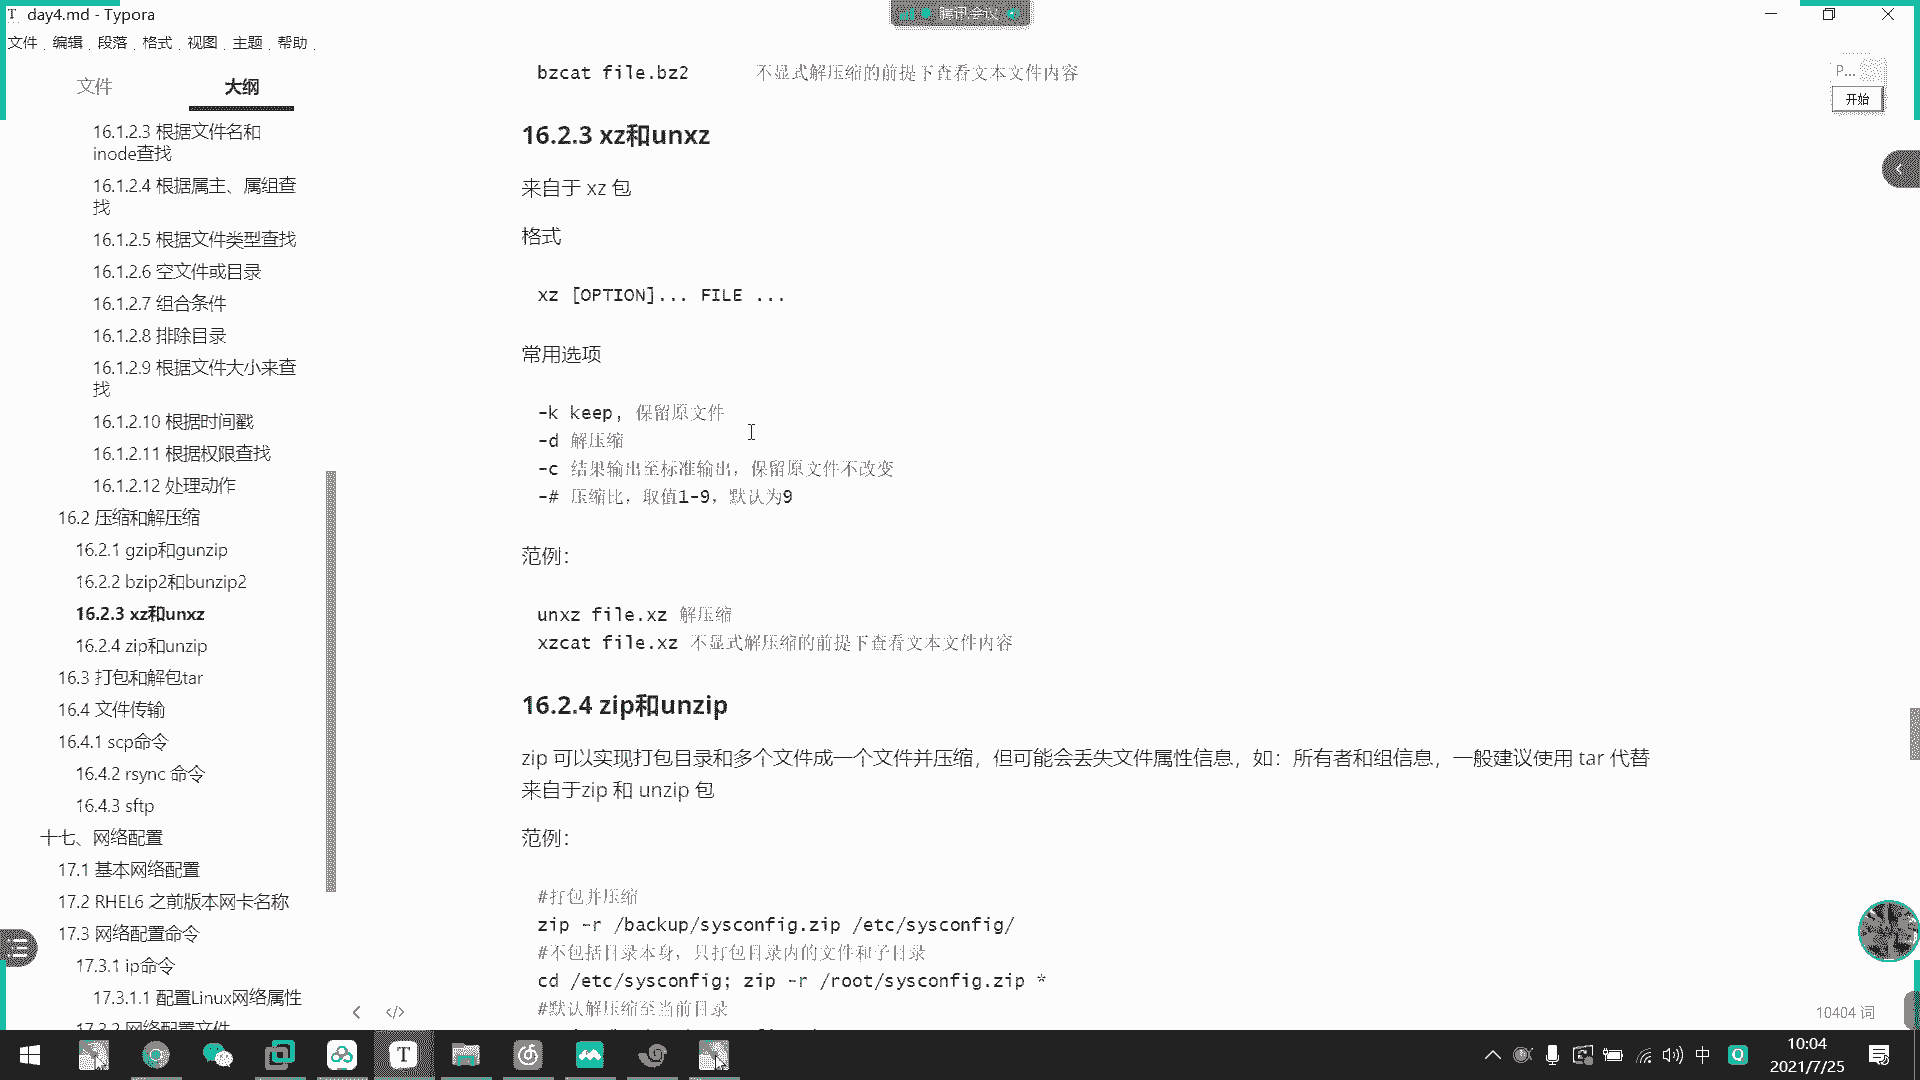 day4.md - Typora
腾讯会议
文件 编辑 段落 格式 视图 主题 帮助
文件
大纲
16.1.2.3 根据文件名和
inode查找
16.1.2.4 根据属主、属组查
找
16.1.2.5 根据文件类型查找
16.1.2.6 空文件或目录
16.1.2.7 组合条件
16.1.2.8 排除目录
16.1.2.9 根据文件大小来查
找
16.1.2.10 根据时间戳
16.1.2.11 根据权限查找
16.1.2.12 处理动作
16.2 压缩和解压缩
16.2.1 gzip和gunzip
16.2.2 bzip2和bunzip2
16.2.3 xz和unxz
16.2.4 zip和unzip
16.3 打包和解包tar
16.4 文件传输
16.4.1 scp命令
16.4.2 rsync 命令
16.4.3 sftp
十七、网络配置
17.1 基本网络配置
17.2 RHEL6 之前版本网卡名称
17.3 网络配置命令
17.3.1 ip命令
17.3.1.1 配置Linux网络属性
17.3.2 网络配置文件
bzcat file.bz2 不显式解压缩的前提下查看文本文件内容
16.2.3 xz和unxz
来自于 xz 包
格式
xz [OPTION]... FILE ...
常用选项
-k keep, 保留原文件
-d 解压缩
-c 结果输出至标准输出，保留原文件不改变
-# 压缩比，取值1-9，默认为9
范例：
unxz file.xz 解压缩
xzcat file.xz 不显式解压缩的前提下查看文本文件内容
16.2.4 zip和unzip
zip 可以实现打包目录和多个文件成一个文件并压缩，但可能会丢失文件属性信息，如：所有者和组信息，一般建议使用 tar 代替
来自于zip 和 unzip 包
范例：
#打包并压缩
zip -r /backup/sysconfig.zip /etc/sysconfig/
#不包括目录本身，只打包目录内的文件和子目录
cd /etc/sysconfig; zip -r /root/sysconfig.zip *
#默认解压缩至当前目录
P...
开始
10404 词
中
10:04
2021/7/25